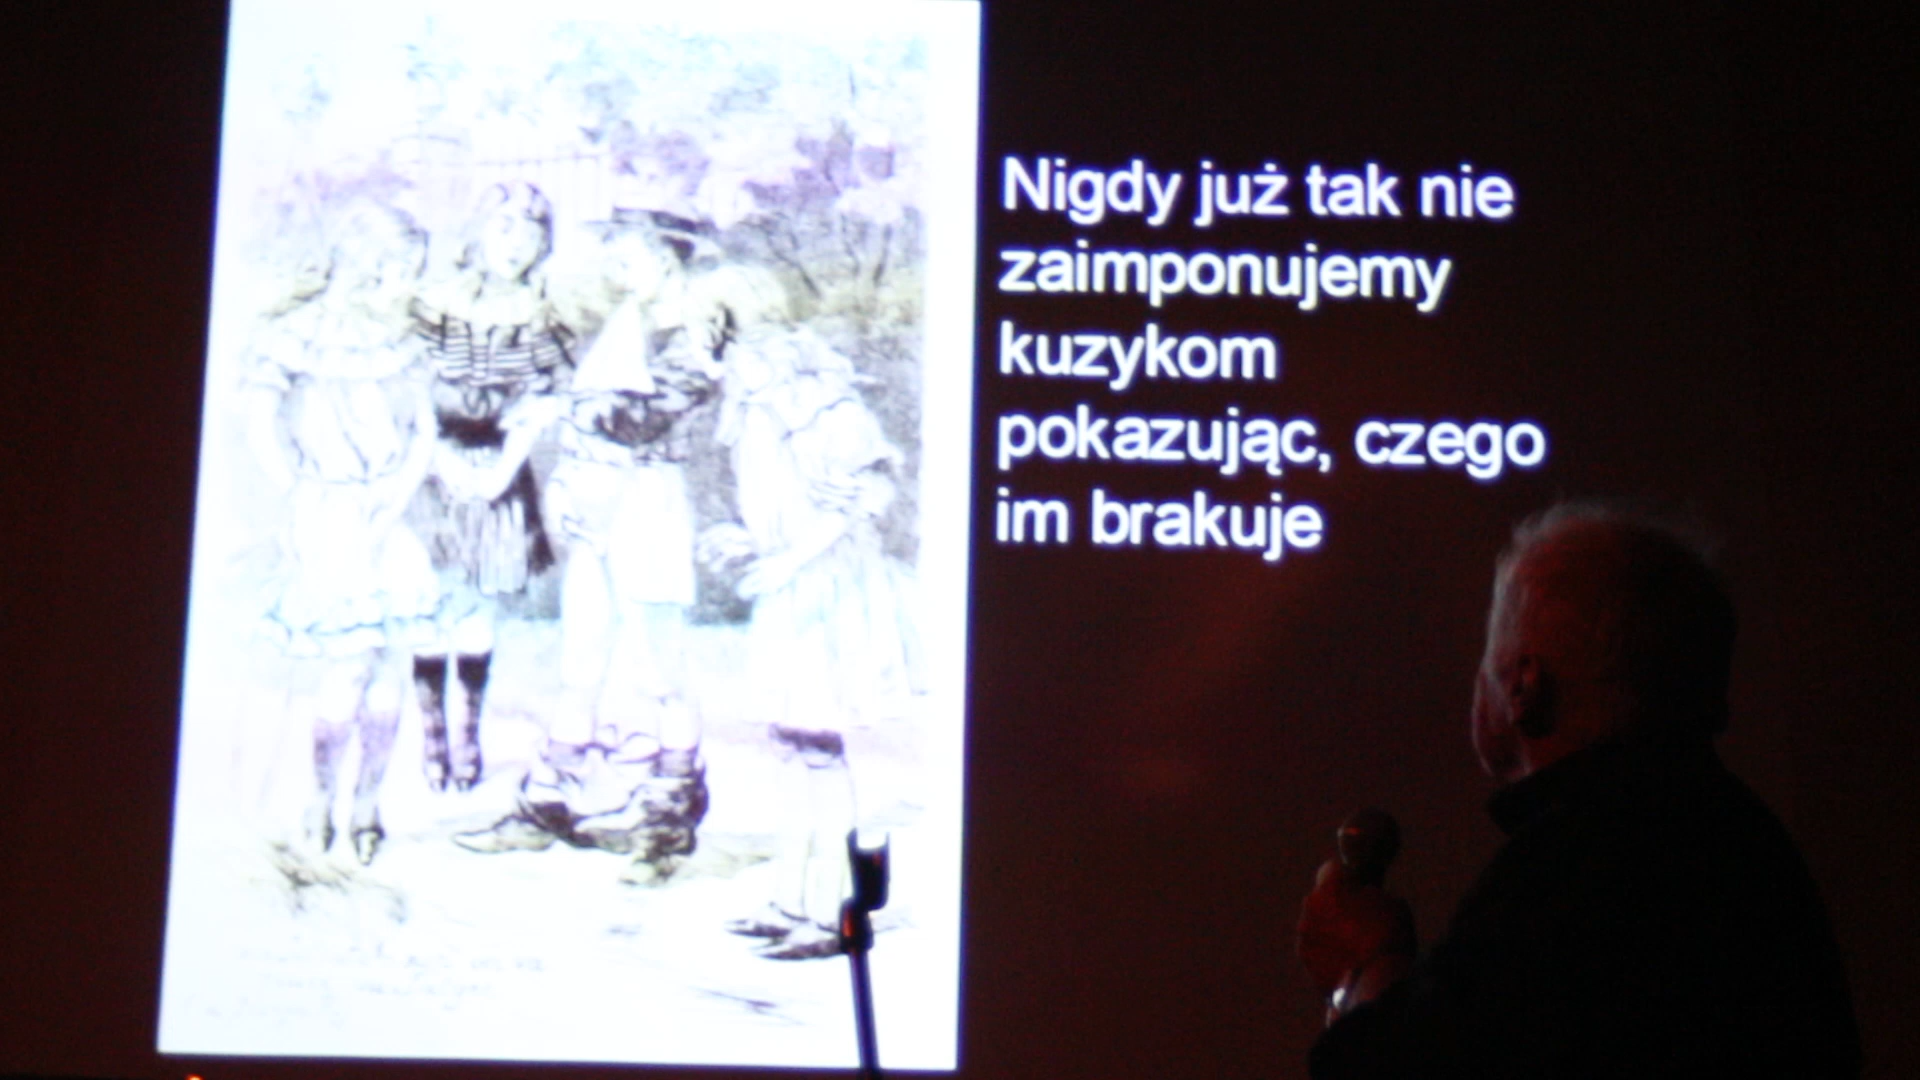 Nigdy już tak nie
zaimponujemy
kuzykom
pokazując, czego
im brakuje